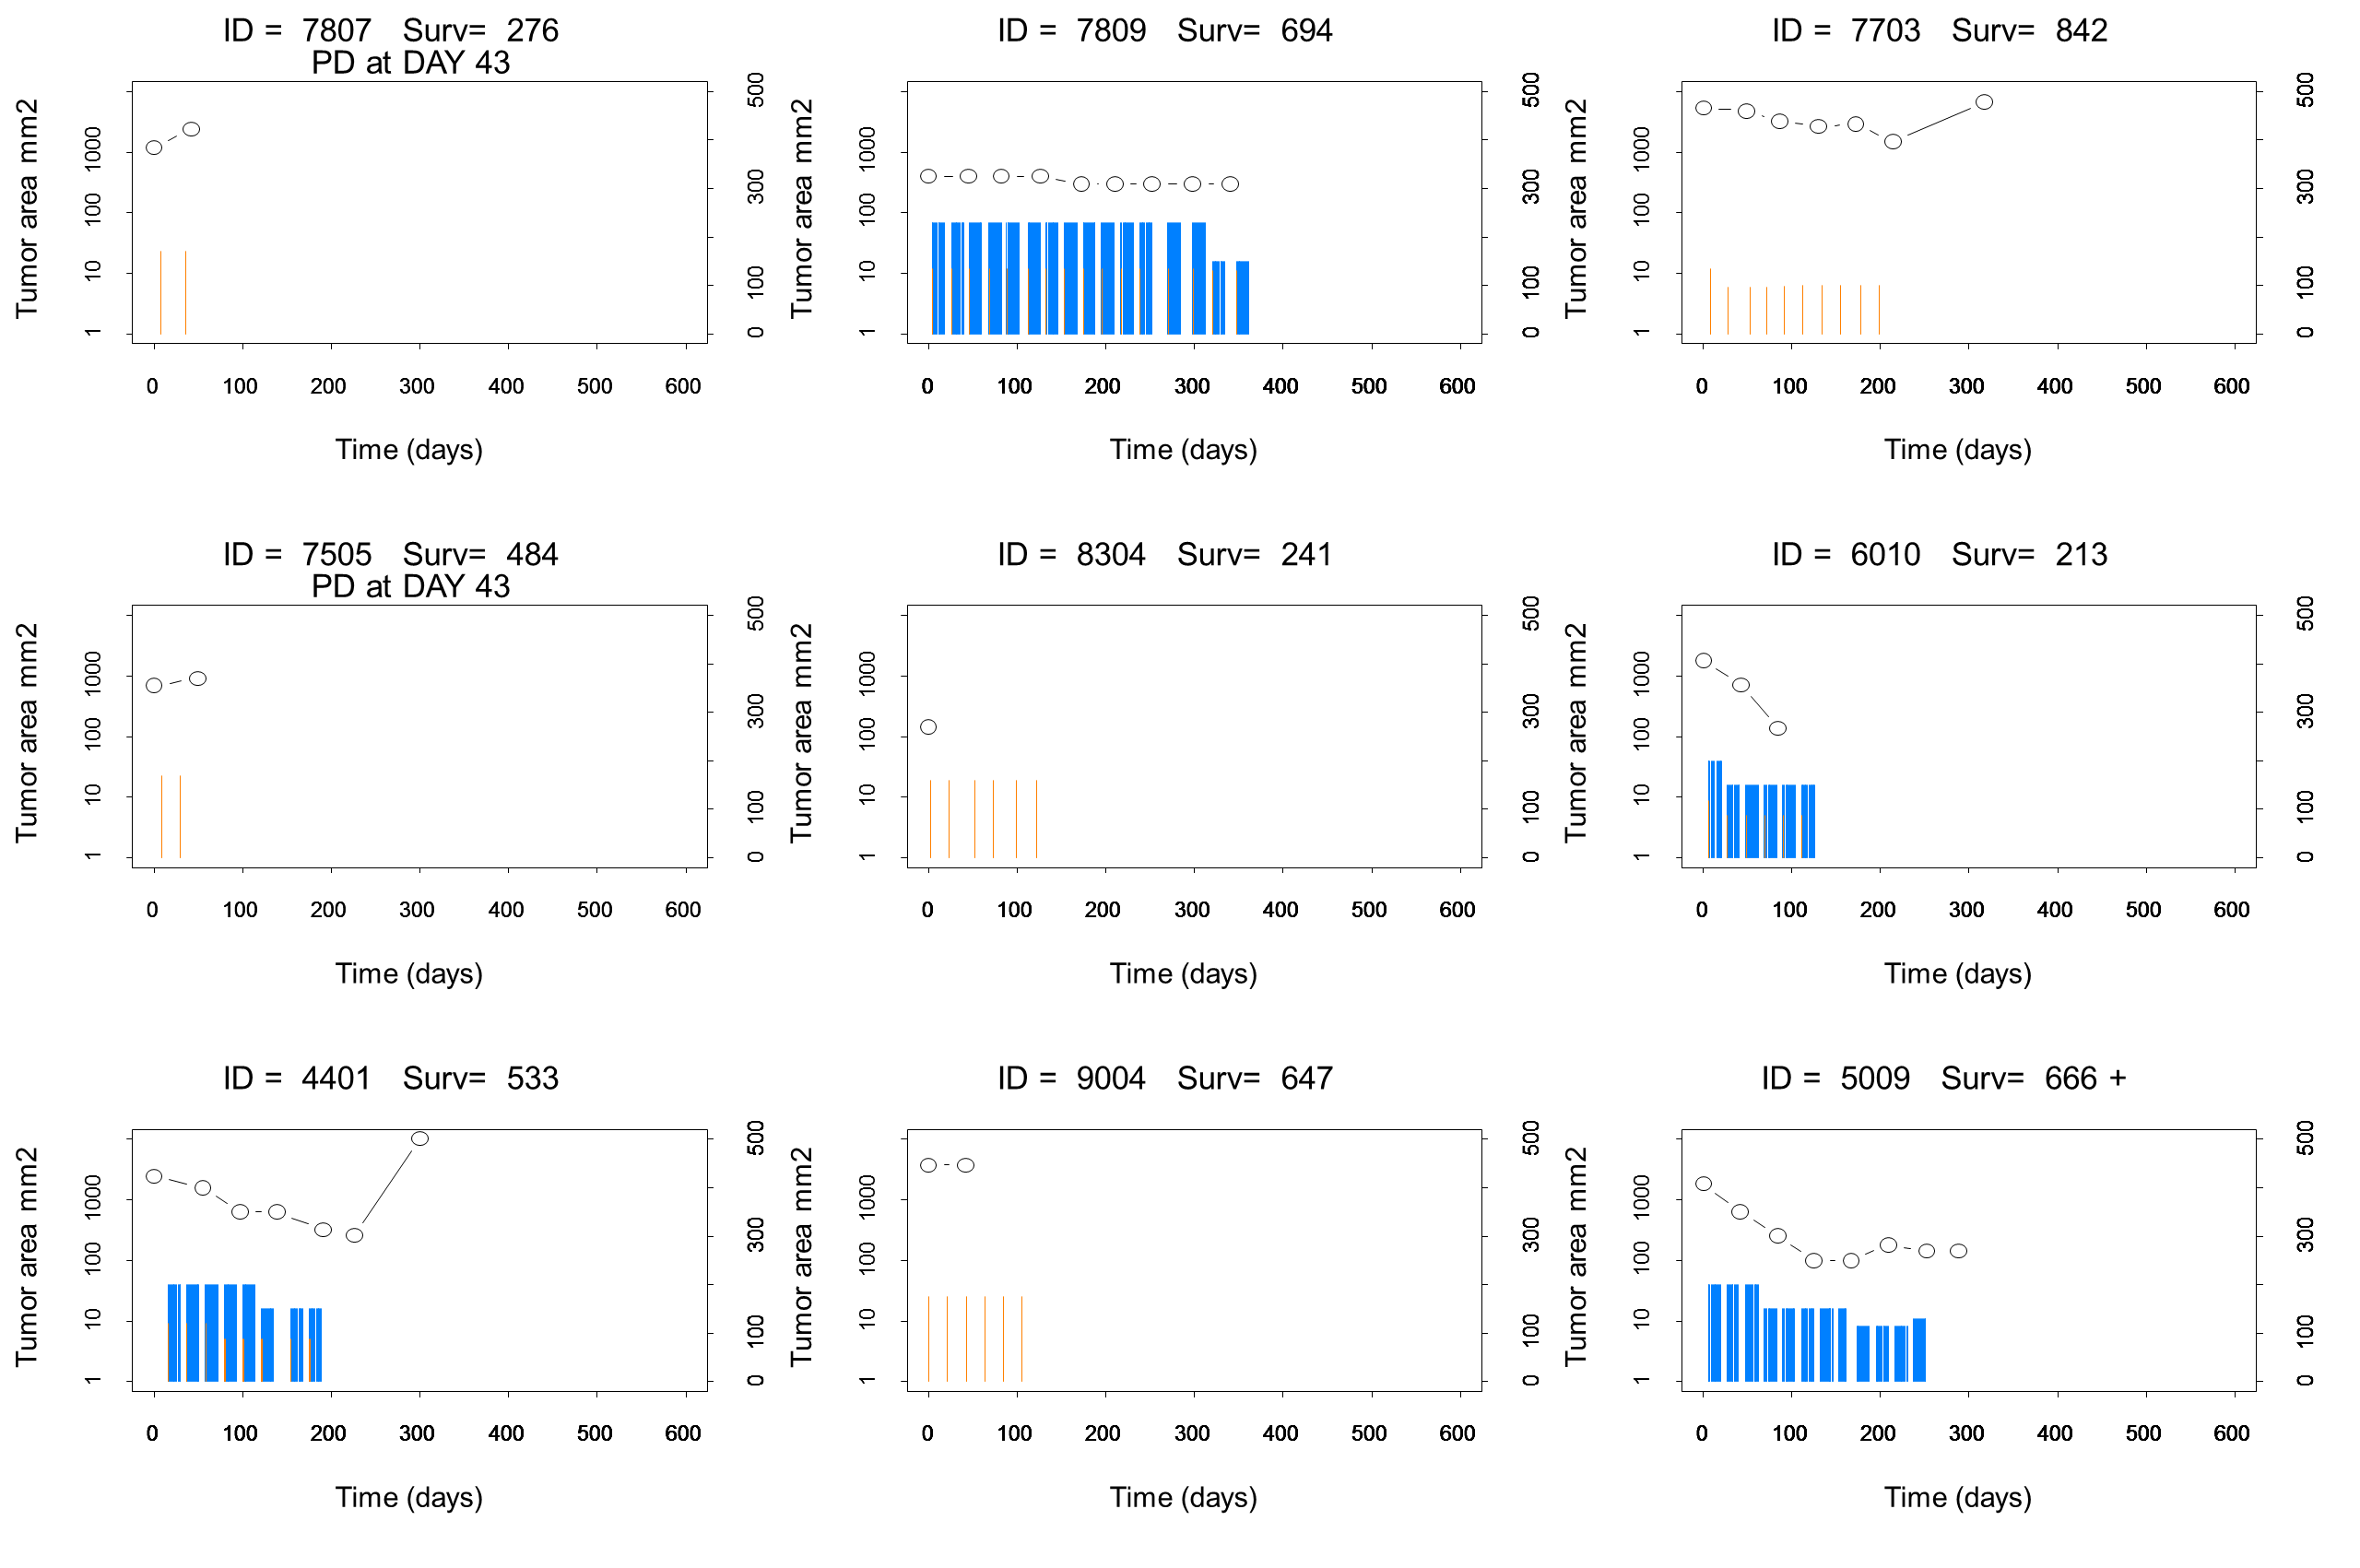 ID = 7807 Surv= 276
PD at DAY 43
Tumor area mm2
1 10 100 1000
0 100 300 500
0 100 200 300 400 500 600
Time (days)
ID = 7809 Surv= 694
Tumor area mm2
1 10 100 1000
0 100 300 500
0 100 200 300 400 500 600
Time (days)
ID = 7703 Surv= 842
Tumor area mm2
1 10 100 1000
0 100 300 500
0 100 200 300 400 500 600
Time (days)
ID = 7505 Surv= 484
PD at DAY 43
Tumor area mm2
1 10 100 1000
0 100 300 500
0 100 200 300 400 500 600
Time (days)
ID = 8304 Surv= 241
Tumor area mm2
1 10 100 1000
0 100 300 500
0 100 200 300 400 500 600
Time (days)
ID = 6010 Surv= 213
Tumor area mm2
1 10 100 1000
0 100 300 500
0 100 200 300 400 500 600
Time (days)
ID = 4401 Surv= 533
Tumor area mm2
1 10 100 1000
0 100 300 500
0 100 200 300 400 500 600
Time (days)
ID = 9004 Surv= 647
Tumor area mm2
1 10 100 1000
0 100 300 500
0 100 200 300 400 500 600
Time (days)
ID = 5009 Surv= 666 +
Tumor area mm2
1 10 100 1000
0 100 300 500
0 100 200 300 400 500 600
Time (days)